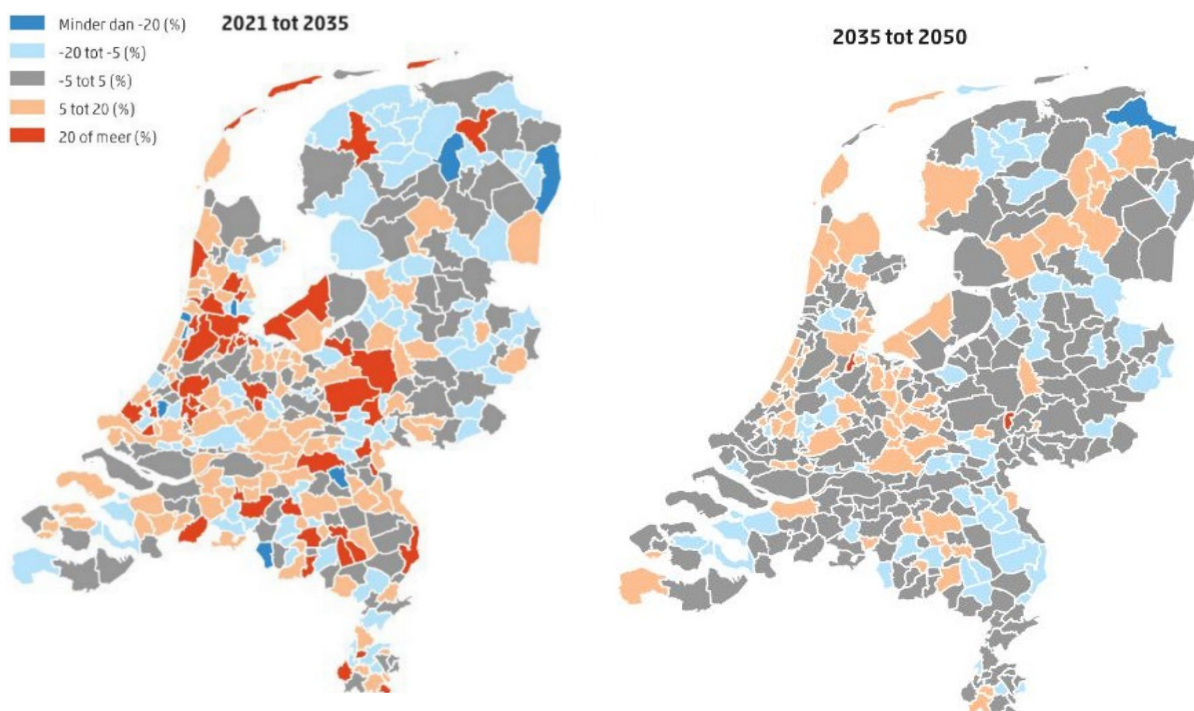 Minder dan -20 (%)
-20 tot -5 (%)
-5 tot 5 (%)
5 tot 20 (%)
20 of meer (%)
2021 tot 2035
2035 tot 2050